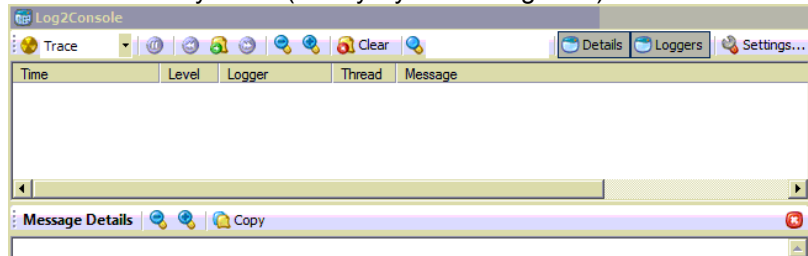 Log2Console
Trace Clear Details Loggers Settings...
Time Level Logger Thread Message
Message Details Copy